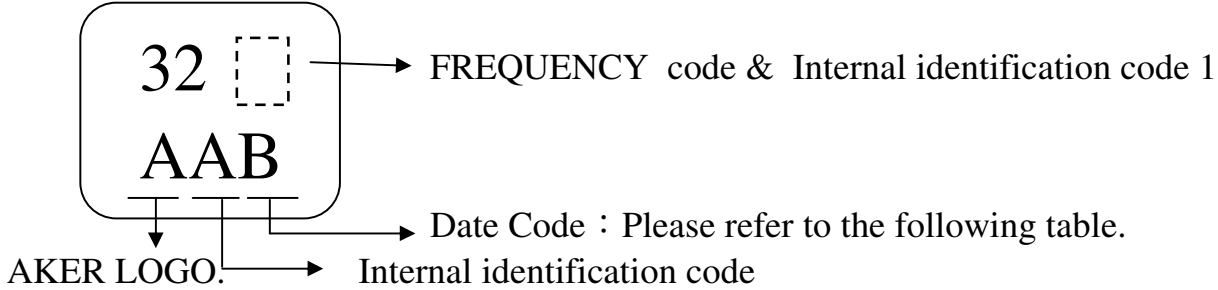 32
FREQUENCY code & Internal identification code 1
AAB
Date Code：Please refer to the following table.
AKER LOGO.
Internal identification code